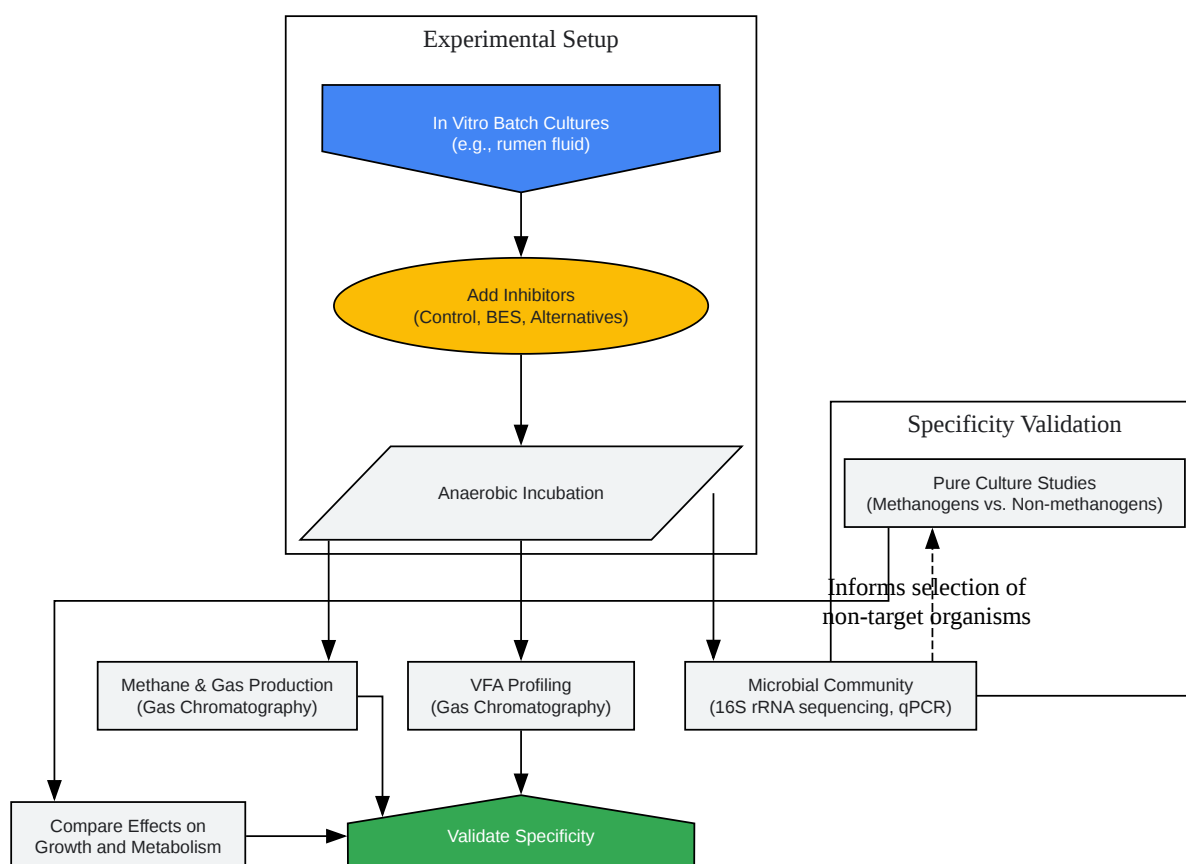 Experimental Setup
In Vitro Batch Cultures
(e.g., rumen fluid)
Add Inhibitors
(Control, BES, Alternatives)
Anaerobic Incubation
Specificity Validation
Pure Culture Studies
(Methanogens vs. Non-methanogens)
Informs selection of
non-target organisms
Methane & Gas Production
(Gas Chromatography)
VFA Profiling
(Gas Chromatography)
Microbial Community
(16S rRNA sequencing, qPCR)
Compare Effects on
Growth and Metabolism
Validate Specificity